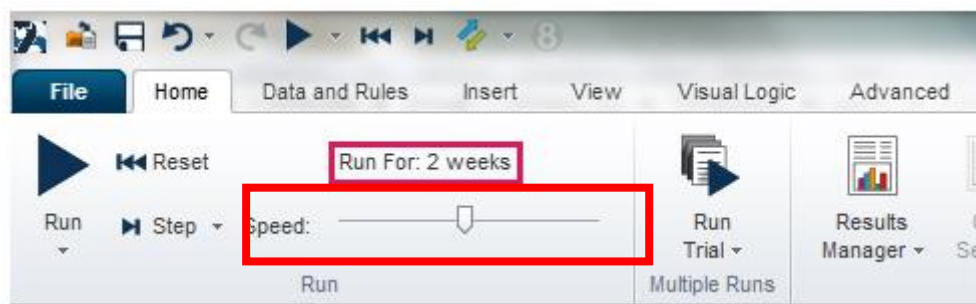 File Home Data and Rules Insert View Visual Logic Advanced
Reset Run For: 2 weeks
Run Step Speed: Run Results
Trial Manager
Run Multiple Runs